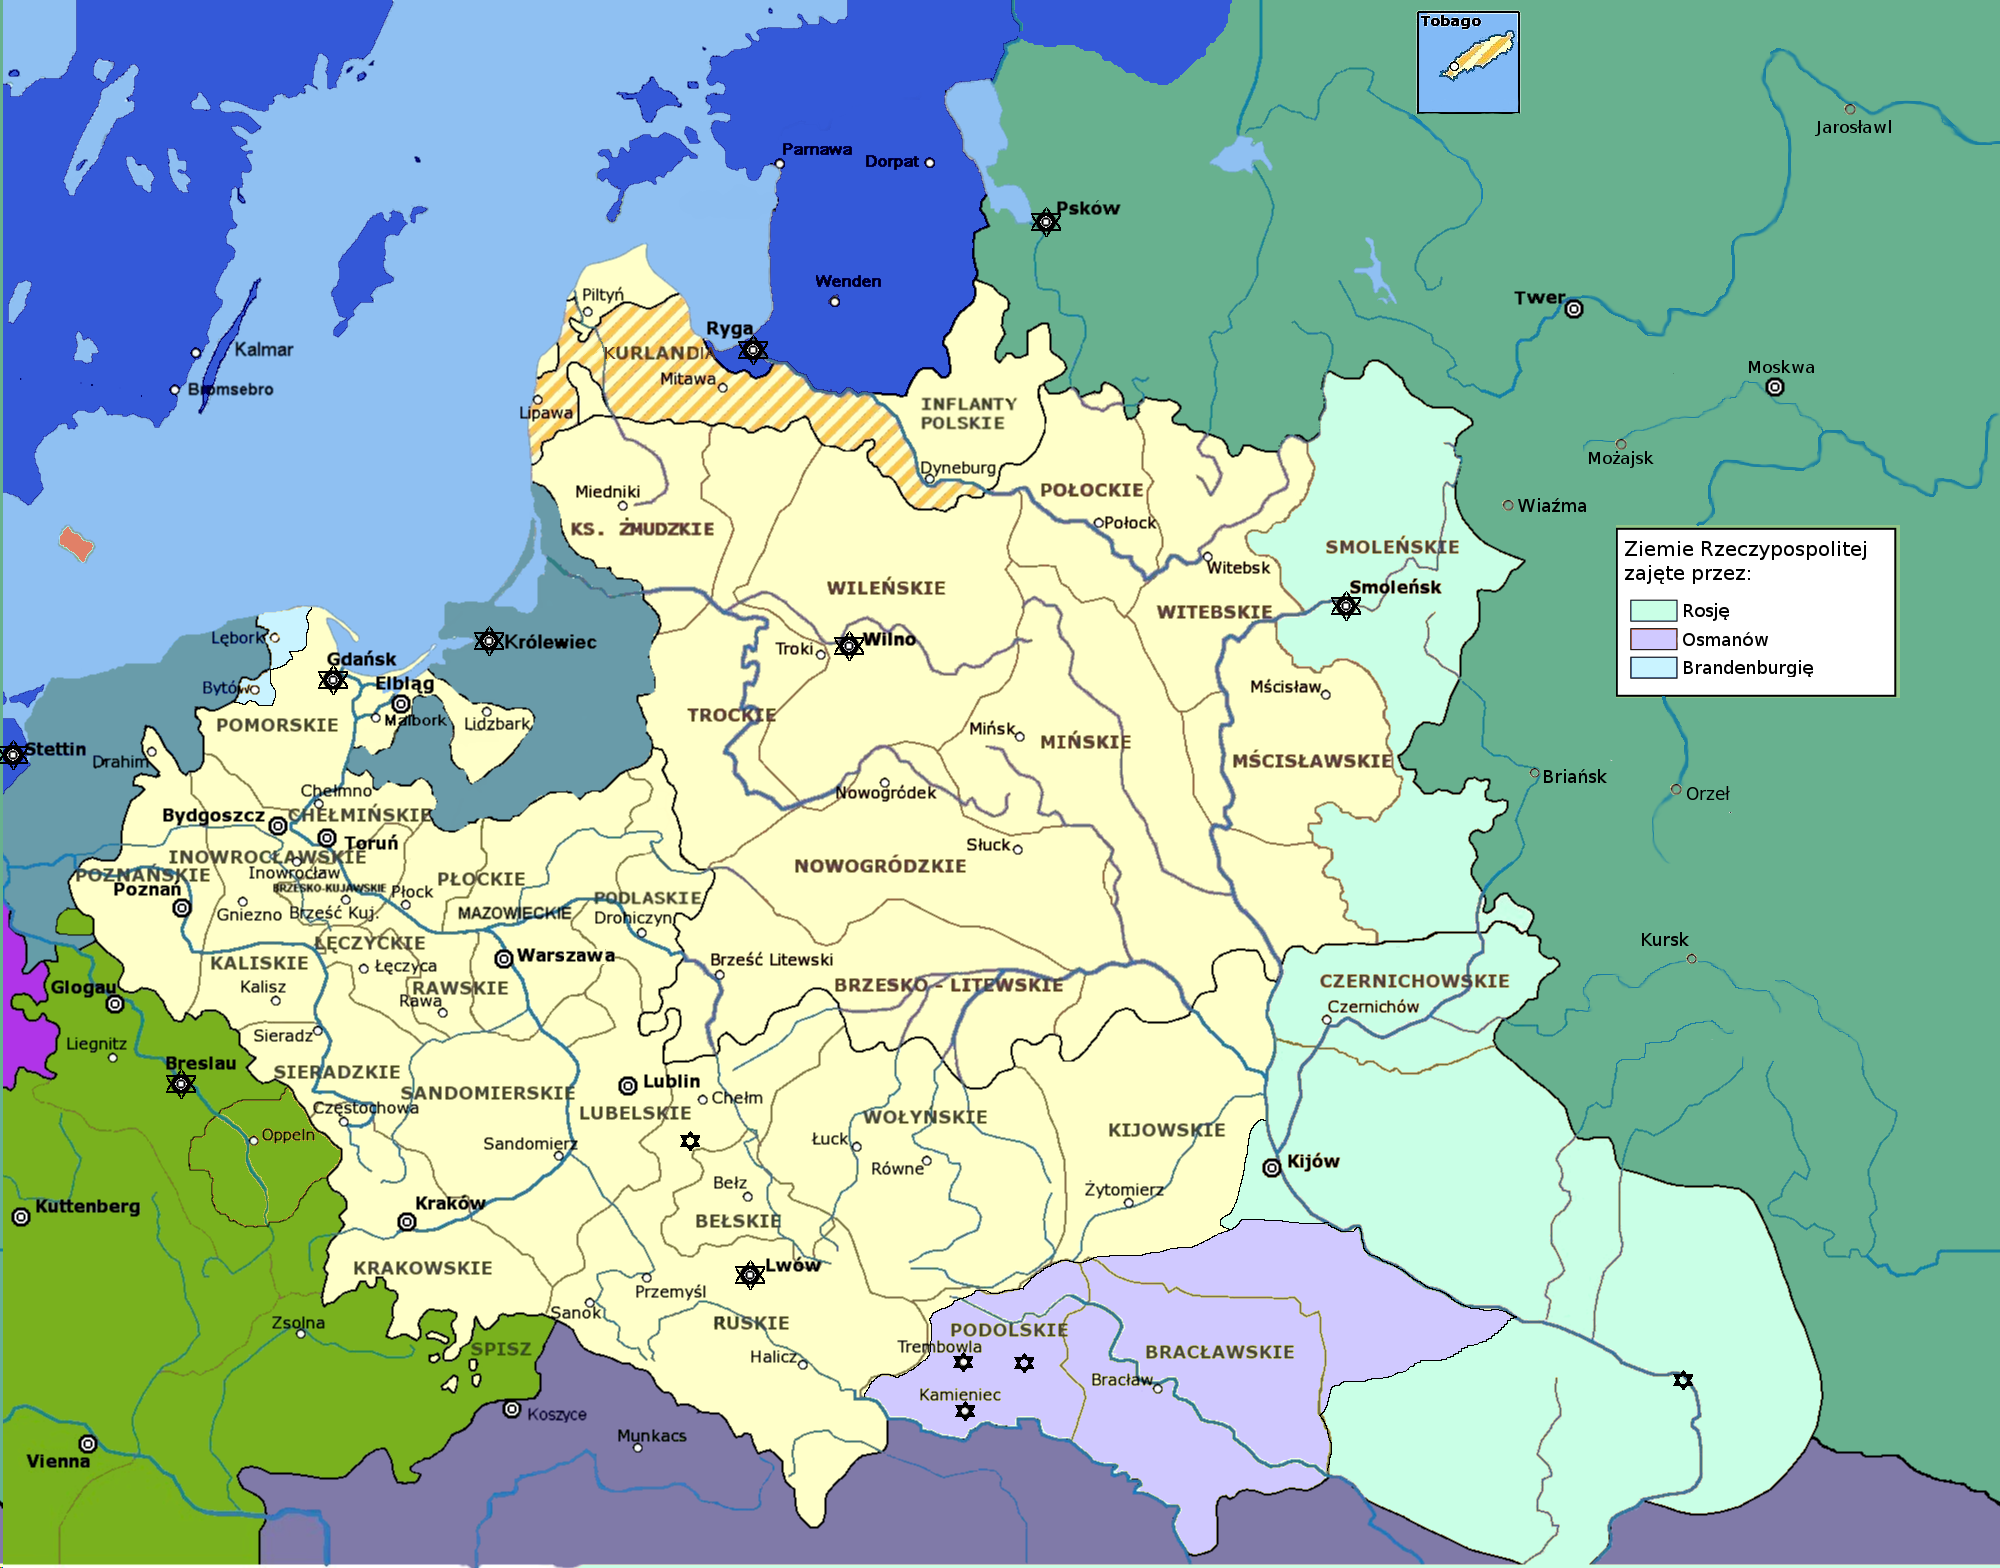 Tobago
Jarosławl
Parnawa
Dorpat
Psków
Wenden
Piltyń
Twer
Ryga
Kalmar
KURLANDIA
Moskwa
Mitawa
Bromsebro
Lipawa
INFLANTY
POLSKIE
Możajsk
Dyneburg
Miedniki
POŁOCKIE
Wiaźma
KS. ŻMUDZKIE
Połock
Ziemie Rzeczypospolitej
zajęte przez:
Rosję
Osmanów
Brandenburgię
SMOLEŃSKIE
Witebsk
Smoleńsk
WILEŃSKIE
WITEBSKIE
Lębork
Królewiec
Wilno
Troki
Gdańsk
Elbląg
Bytów
Mścisław
Malbork
Lidzbark
POMORSKIE
TROCKIE
Mińsk
MIŃSKIE
Stettin
Drahim
MŚCISŁAWSKIE
Briańsk
Chełmno
Nowogródek
Orzeł
Bydgoszcz
CHEŁMIŃSKIE
Toruń
Słuck
INOWROCŁAWSKIE
Inowrocław
NOWOGRÓDZKIE
POZNAŃSKIE
Poznań
BRZESKO-KUJAWSKIE
Płock
PŁOCKIE
PODLASKIE
Gniezno
Brześć Kuj.
MAZOWIECKIE
Drohiczyn
ŁĘCZYCKIE
Kursk
KALISKIE
Łęczyca
Warszawa
Brześć Litewski
Glogau
Kalisz
RAWSKIE
Rawa
BRZESKO - LITEWSKIE
CZERNICHOWSKIE
Czernichów
Liegnitz
Sieradz
Breslau
SIERADZKIE
SANDOMIERSKIE
Lublin
Chełm
Częstochowa
LUBELSKIE
WOŁYŃSKIE
KIJOWSKIE
Oppeln
Sandomierz
Łuck
Równe
Kijów
Bełz
Żytomierz
Kuttenberg
Kraków
BEŁSKIE
KRAKOWSKIE
Lwów
Przemyśl
Sanok
Zsolna
RUSKIE
PODOLSKIE
SPISZ
Halicz
Trembowla
BRACŁAWSKIE
Bracław
Kamieniec
Koszyce
Munkacs
Vienna